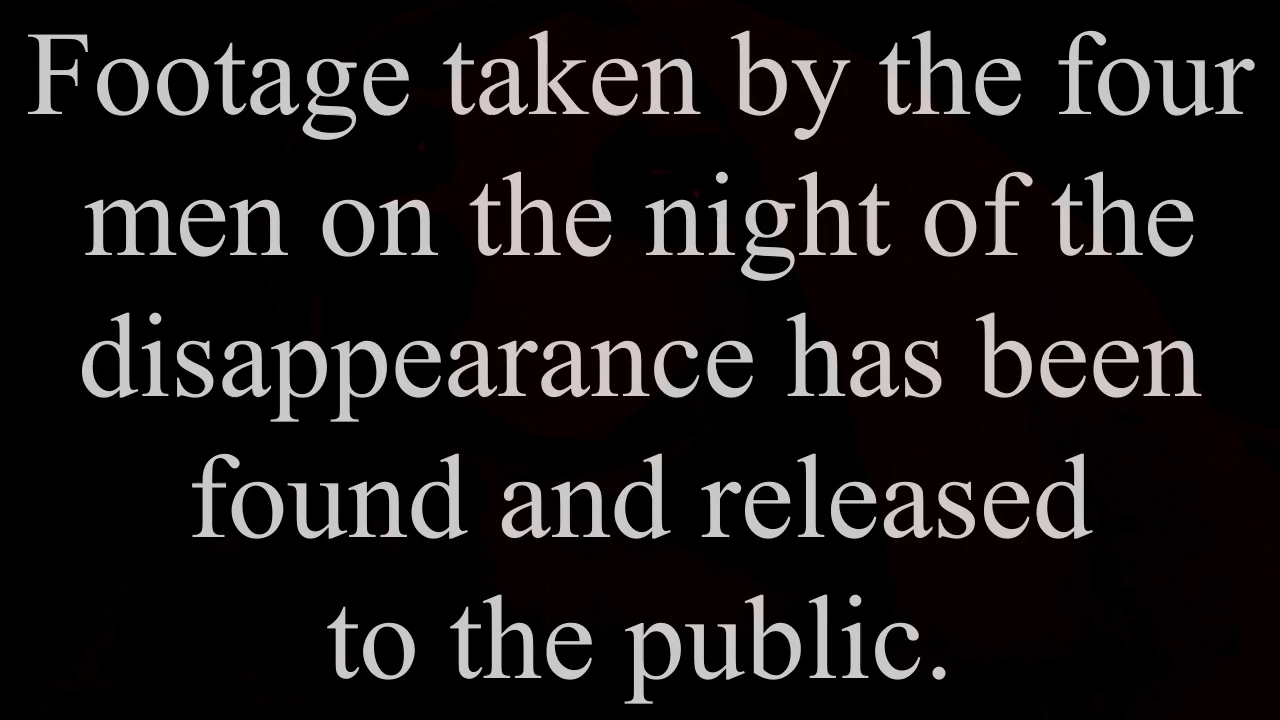 Footage taken by the four
men on the night of the
disappearance has been
found and released
to the public.